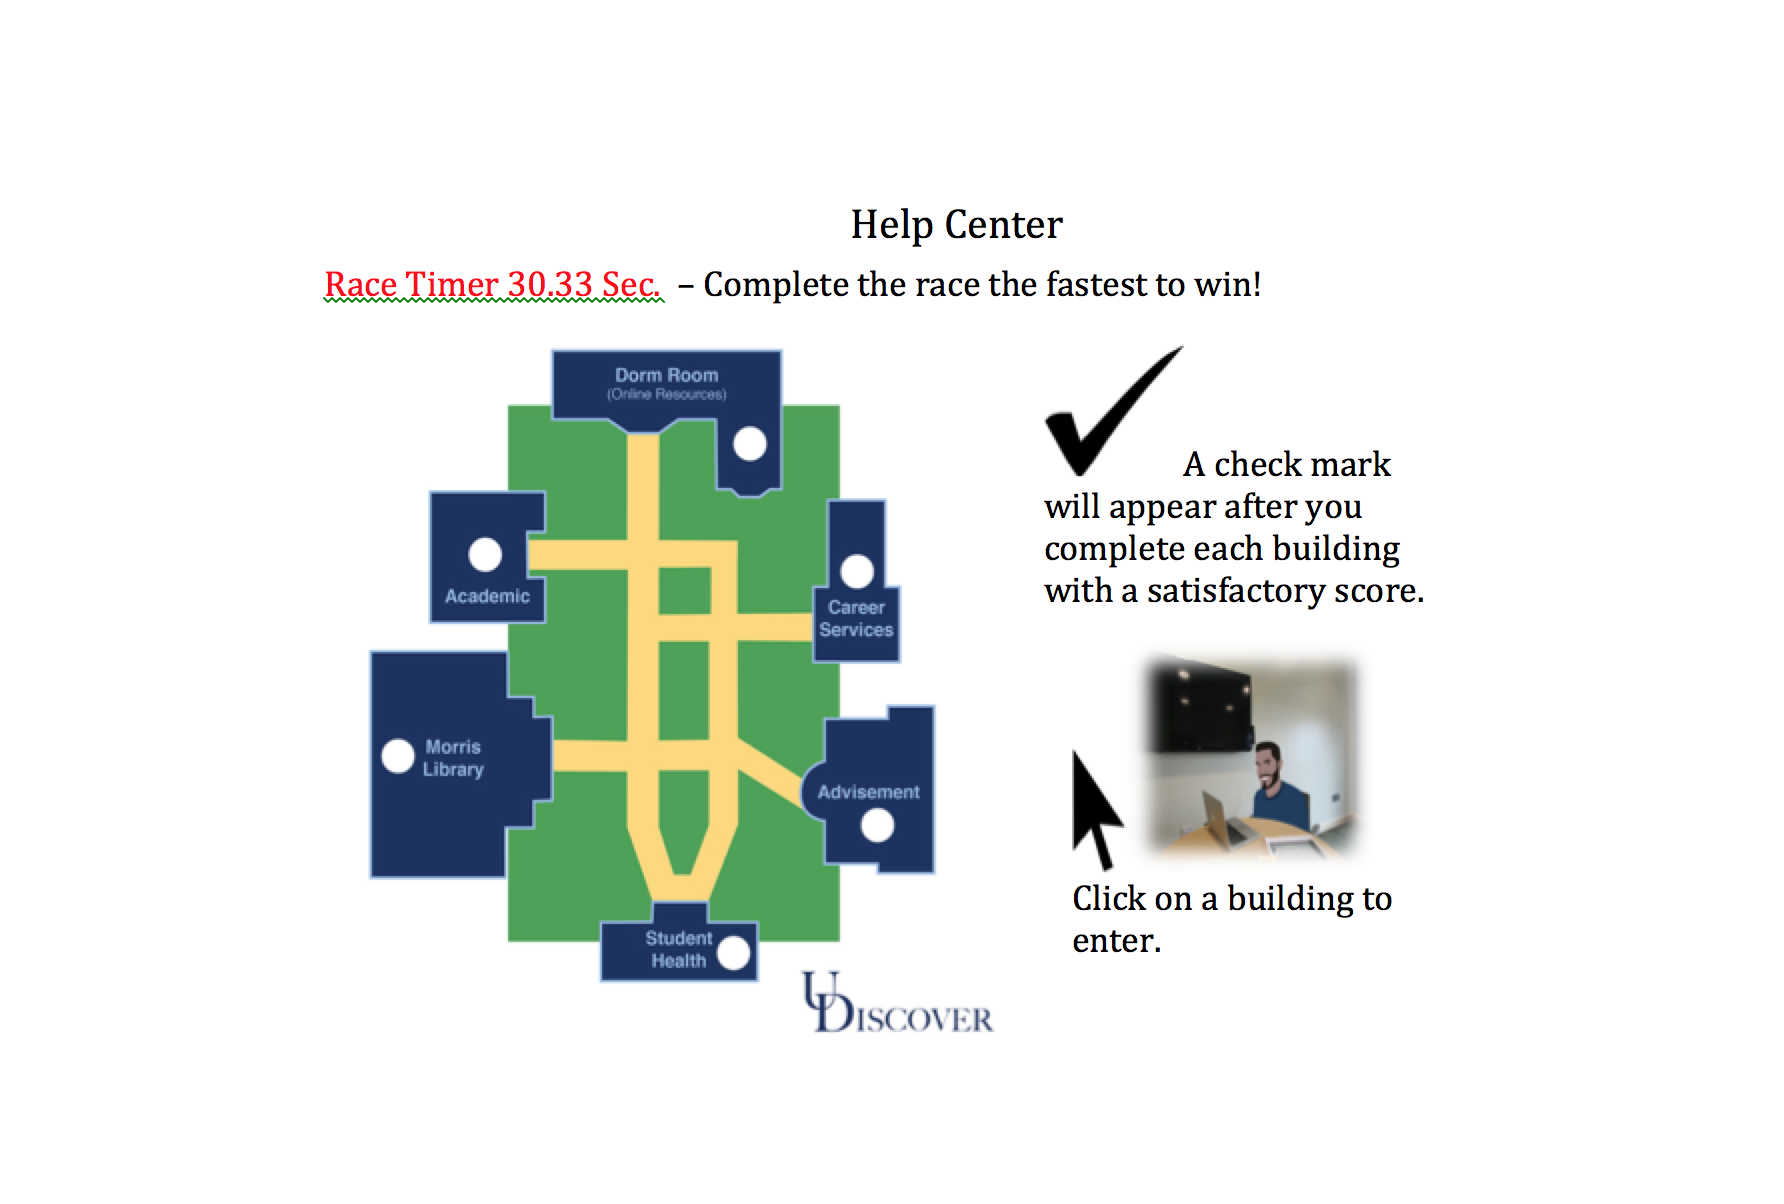 Help Center
Race Timer 30.33 Sec. – Complete the race the fastest to win!
Dorm Room
(Online Resources)
Academic
Career
Services
Morris
Library
Advisement
Student
Health
UDISCOVER
A check mark
will appear after you
complete each building
with a satisfactory score.
Click on a building to
enter.